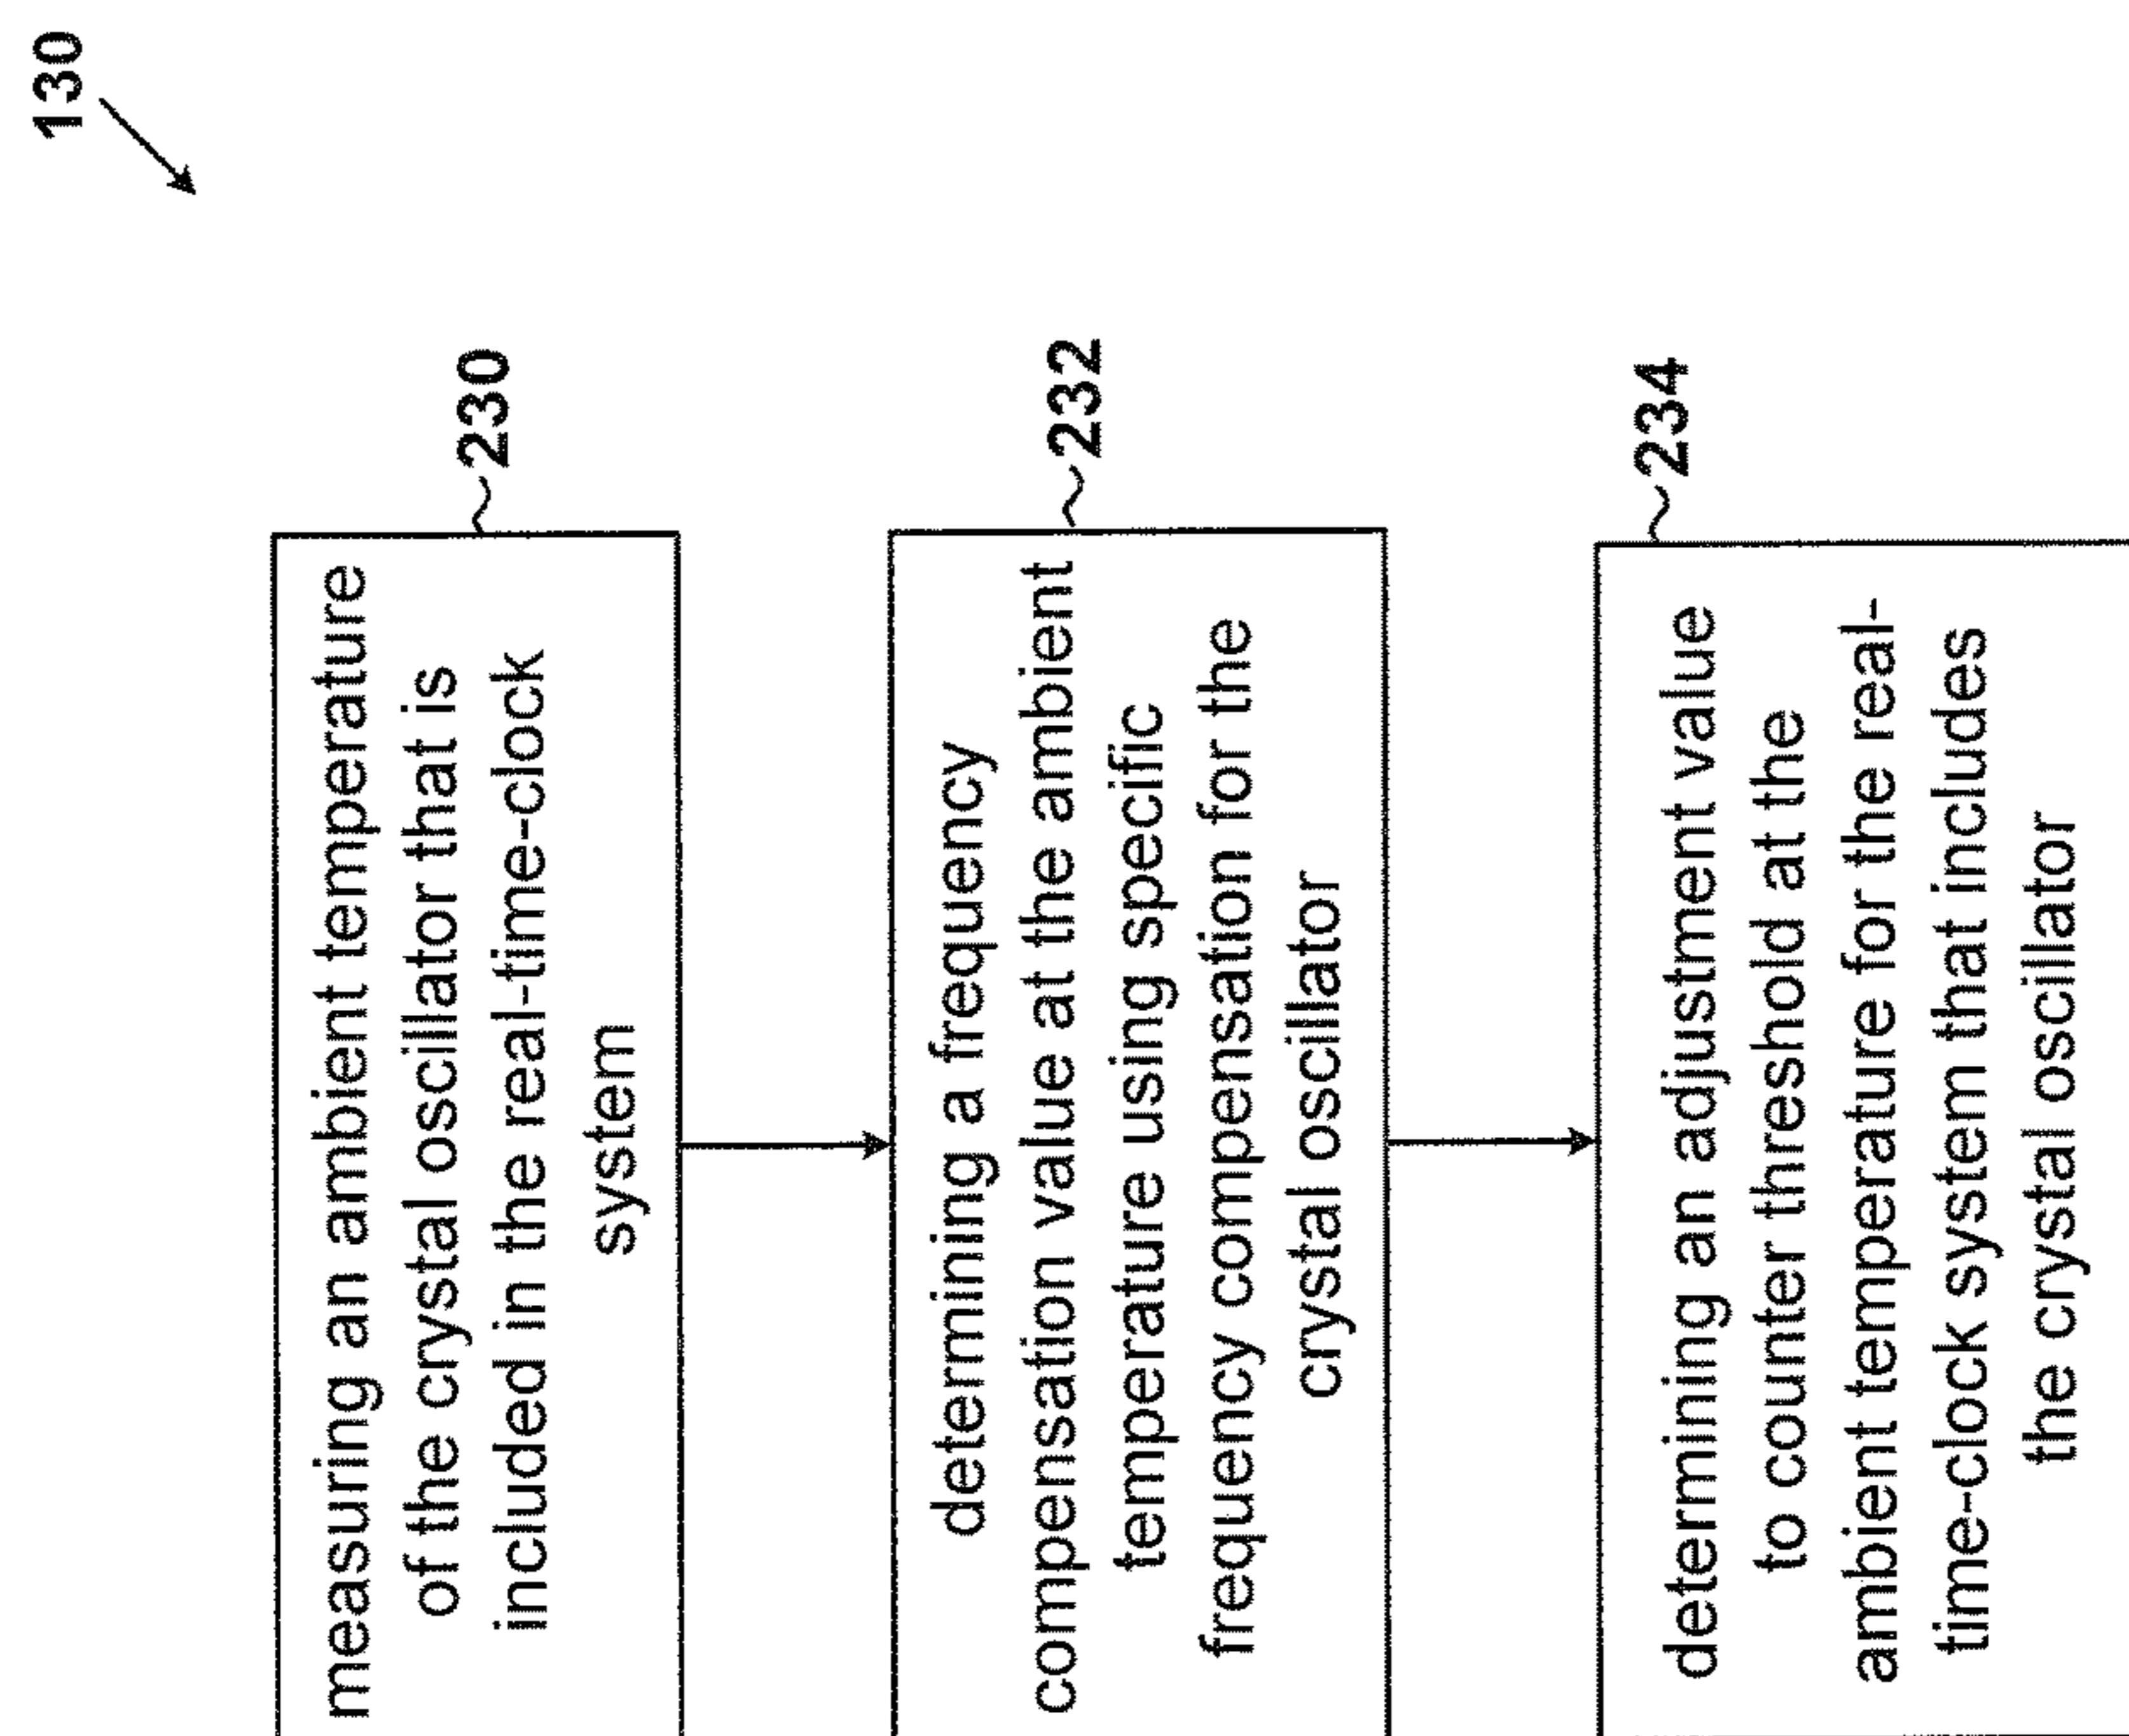 130
measuring an ambient temperature
of the crystal oscillator that is
included in the real-time-clock
system
230
determining a frequency
compensation value at the ambient
temperature using specific
frequency compensation for the
crystal oscillator
232
determining an adjustment value
to counter threshold at the
ambient temperature for the real-
time-clock system that includes
the crystal oscillator
234